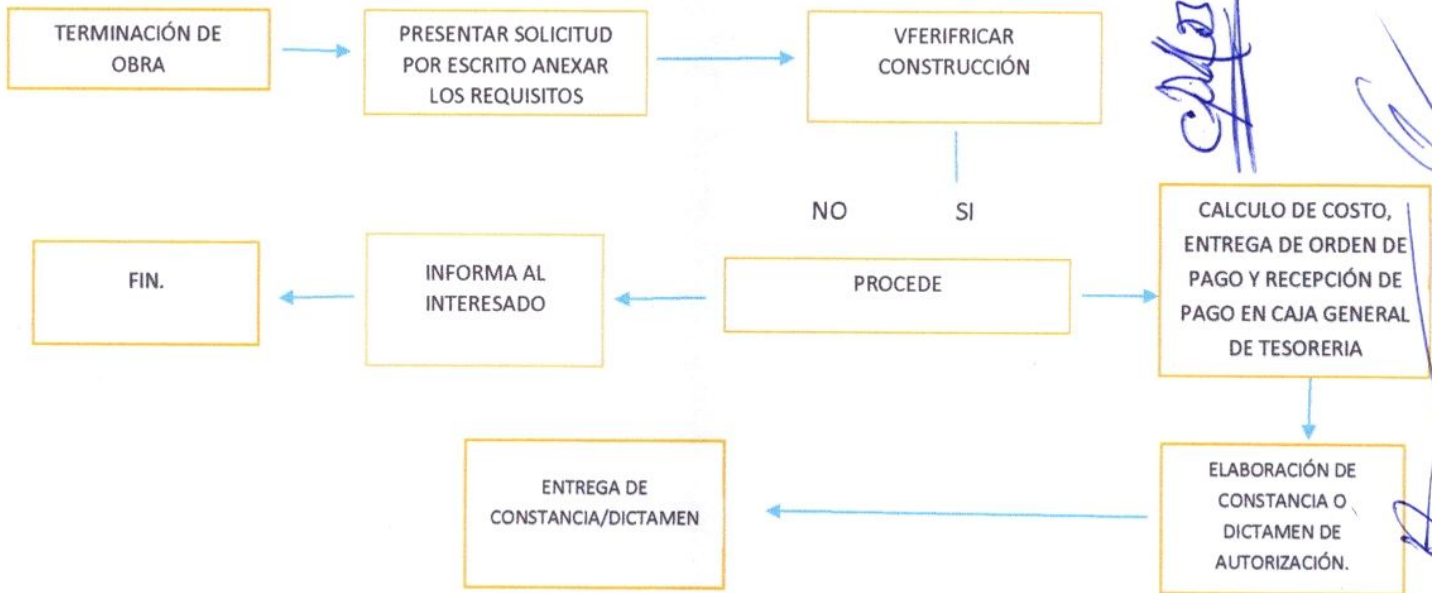 TERMINACIÓN DE
OBRA
PRESENTAR SOLICITUD
POR ESCRITO ANEXAR
LOS REQUISITOS
VFERIFRICAR
CONSTRUCCIÓN
NO
SI
FIN.
INFORMA AL
INTERESADO
PROCEDE
CALCULO DE COSTO,
ENTREGA DE ORDEN DE
PAGO Y RECEPCIÓN DE
PAGO EN CAJA GENERAL
DE TESORERIA
ENTREGA DE
CONSTANCIA/DICTAMEN
ELABORACIÓN DE
CONSTANCIA O
DICTAMEN DE
AUTORIZACIÓN.